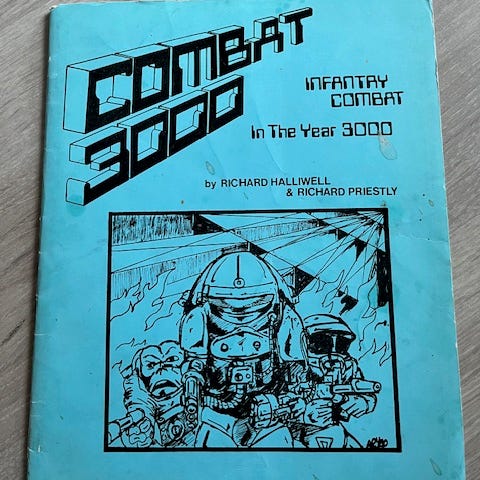 COMBAT
3000
INFANTRY
COMBAT
In The Year 3000
by RICHARD HALLIWELL
& RICHARD PRIESTLY